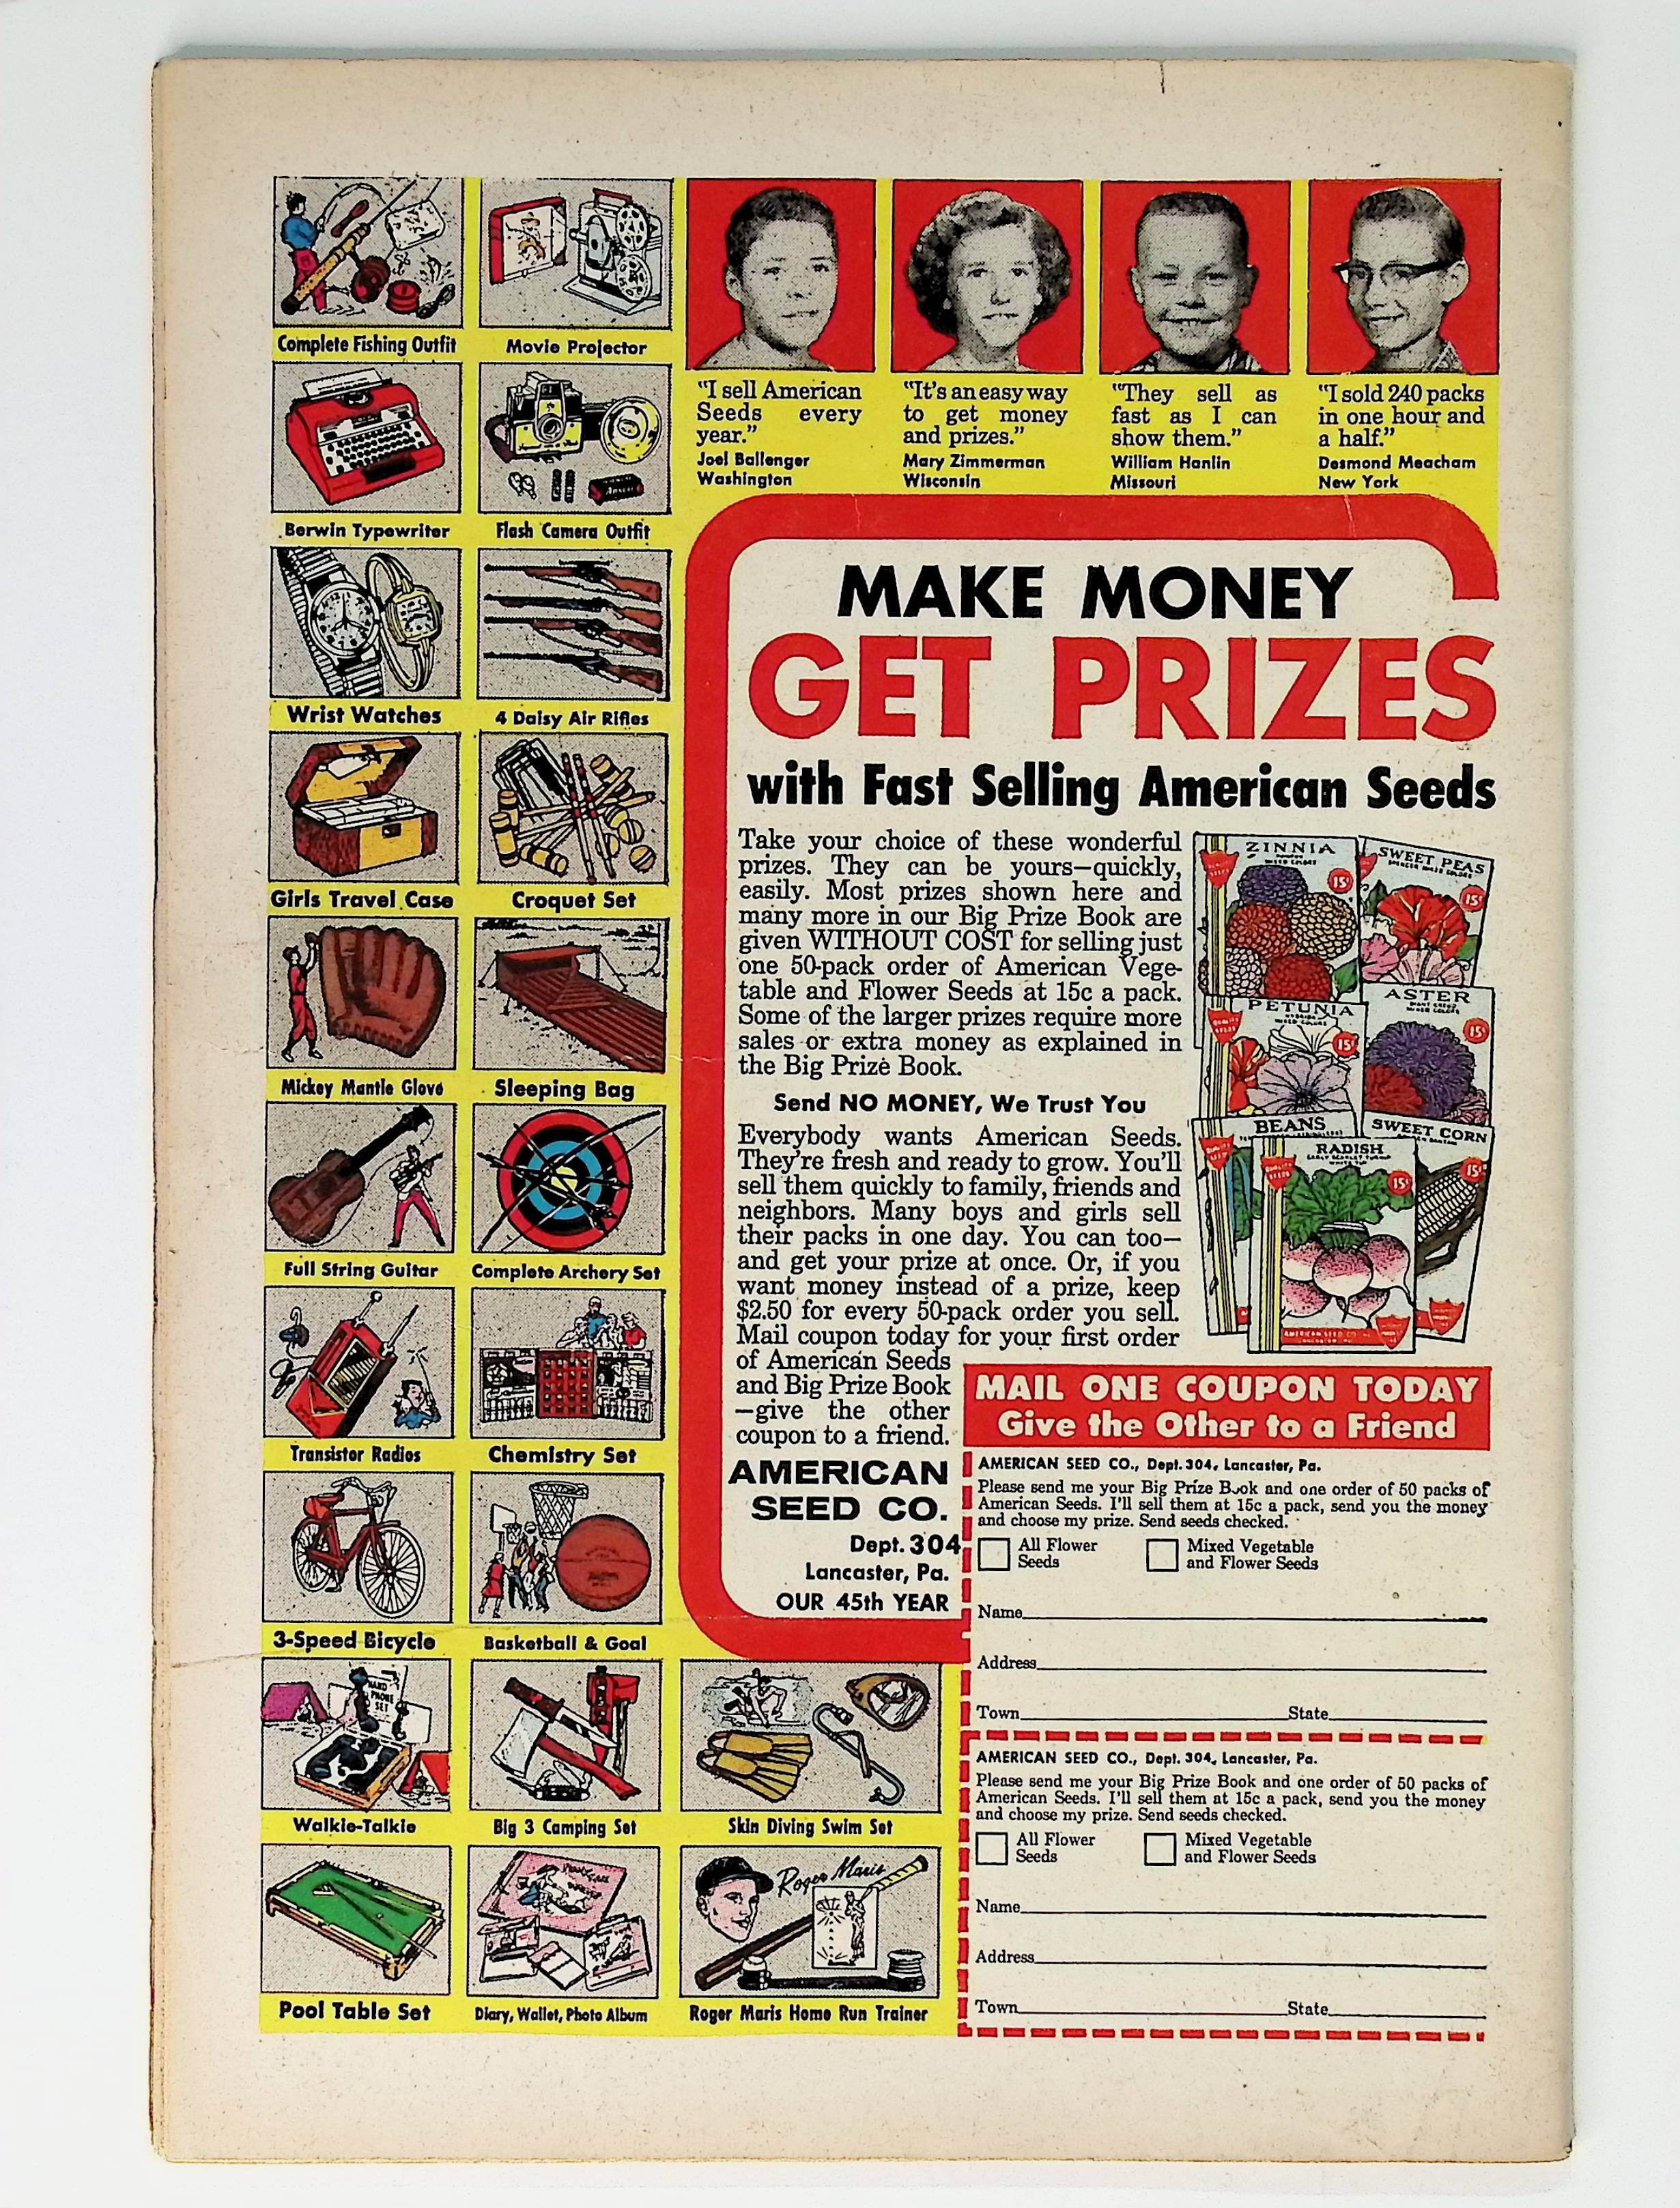 Complete Fishing Outfit
Movie Projector
Berwin Typewriter
Flash Camera Outfit
Wrist Watches
4 Daisy Air Rifles
Girls Travel Case
Croquet Set
Mickey Mantle Glove
Sleeping Bag
Full String Guitar
Complete Archery Set
Transistor Radios
Chemistry Set
3-Speed Bicycle
Basketball & Goal
HAND
PHONE
SET
Walkie-Talkie
Big 3 Camping Set
Skin Diving Swim Set
Pool Table Set
Diary, Wallet, Photo Album
Roger Maris
Roger Maris Home Run Trainer
"I sell American
Seeds every
year."
Joel Ballenger
Washington
"It's an easy way
to get money
and prizes."
Mary Zimmerman
Wisconsin
"They sell as
fast as I can
show them."
William Hanlin
Missouri
"I sold 240 packs
in one hour and
a half."
Desmond Meacham
New York
MAKE MONEY
GET PRIZES
with Fast Selling American Seeds
Take your choice of these wonderful
prizes. They can be yours—quickly,
easily. Most prizes shown here and
many more in our Big Prize Book are
given WITHOUT COST for selling just
one 50-pack order of American Vege-
table and Flower Seeds at 15c a pack.
Some of the larger prizes require more
sales or extra money as explained in
the Big Prize Book.
Send NO MONEY, We Trust You
Everybody wants American Seeds.
They're fresh and ready to grow. You'll
sell them quickly to family, friends and
neighbors. Many boys and girls sell
their packs in one day. You can too—
and get your prize at once. Or, if you
want money instead of a prize, keep
$2.50 for every 50-pack order you sell.
Mail coupon today for your first order
of American Seeds
and Big Prize Book
—give the other
coupon to a friend.
AMERICAN
SEED CO.
Dept. 304
Lancaster, Pa.
OUR 45th YEAR
ZINNIA
MIXED COLORS
15¢
SWEET PEAS
15¢
PETUNIA
MIXED COLORS
15¢
ASTER
MIXED COLORS
15¢
BEANS
SWEET CORN
15¢
RADISH
15¢
AMERICAN SEED CO.
MAIL ONE COUPON TODAY
Give the Other to a Friend
AMERICAN SEED CO., Dept. 304, Lancaster, Pa.
Please send me your Big Prize Book and one order of 50 packs of
American Seeds. I'll sell them at 15c a pack, send you the money
and choose my prize. Send seeds checked.
All Flower
Seeds
Mixed Vegetable
and Flower Seeds
Name
Address
Town State
AMERICAN SEED CO., Dept. 304, Lancaster, Pa.
Please send me your Big Prize Book and one order of 50 packs of
American Seeds. I'll sell them at 15c a pack, send you the money
and choose my prize. Send seeds checked.
All Flower
Seeds
Mixed Vegetable
and Flower Seeds
Name
Address
Town State